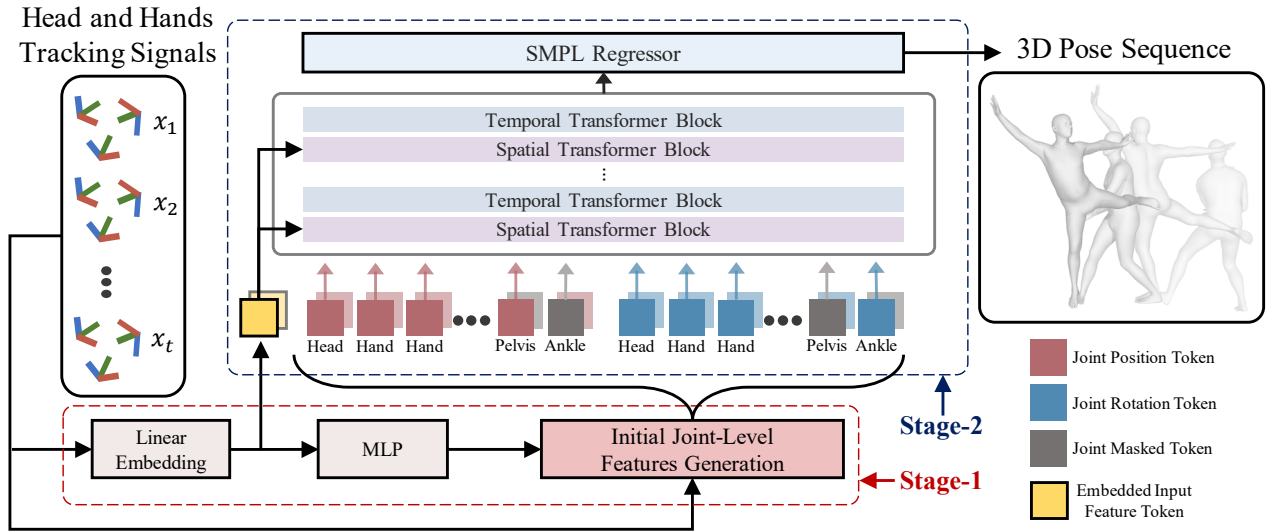 Head and Hands
Tracking Signals
x₁
x₂
xₜ
SMPL Regressor
Temporal Transformer Block
Spatial Transformer Block
...
Temporal Transformer Block
Spatial Transformer Block
Head Hand Hand Pelvis Ankle Head Hand Hand Pelvis Ankle
3D Pose Sequence
Stage-2
Linear
Embedding
MLP
Initial Joint-Level
Features Generation
Stage-1
Joint Position Token
Joint Rotation Token
Joint Masked Token
Embedded Input
Feature Token